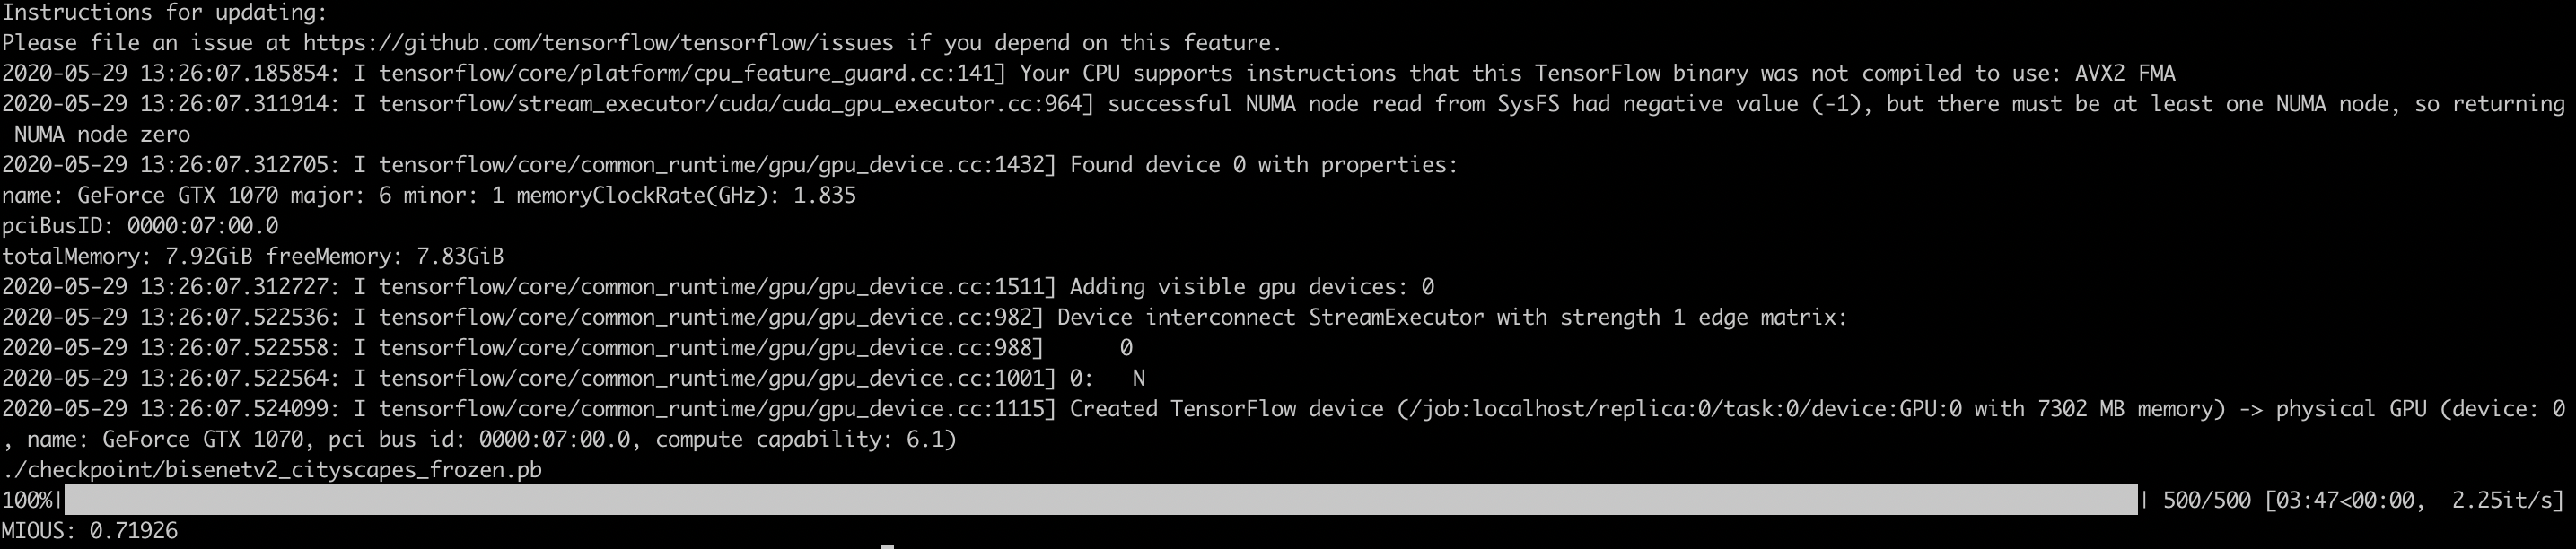 Instructions for updating:
Please file an issue at https://github.com/tensorflow/tensorflow/issues if you depend on this feature.
2020-05-29 13:26:07.185854: I tensorflow/core/platform/cpu_feature_guard.cc:141] Your CPU supports instructions that this TensorFlow binary was not compiled to use: AVX2 FMA
2020-05-29 13:26:07.311914: I tensorflow/stream_executor/cuda/cuda_gpu_executor.cc:964] successful NUMA node read from SysFS had negative value (-1), but there must be at least one NUMA node, so returning
 NUMA node zero
2020-05-29 13:26:07.312705: I tensorflow/core/common_runtime/gpu/gpu_device.cc:1432] Found device 0 with properties:
name: GeForce GTX 1070 major: 6 minor: 1 memoryClockRate(GHz): 1.835
pciBusID: 0000:07:00.0
totalMemory: 7.92GiB freeMemory: 7.83GiB
2020-05-29 13:26:07.312727: I tensorflow/core/common_runtime/gpu/gpu_device.cc:1511] Adding visible gpu devices: 0
2020-05-29 13:26:07.522536: I tensorflow/core/common_runtime/gpu/gpu_device.cc:982] Device interconnect StreamExecutor with strength 1 edge matrix:
2020-05-29 13:26:07.522558: I tensorflow/core/common_runtime/gpu/gpu_device.cc:988]      0
2020-05-29 13:26:07.522564: I tensorflow/core/common_runtime/gpu/gpu_device.cc:1001] 0:   N
2020-05-29 13:26:07.524099: I tensorflow/core/common_runtime/gpu/gpu_device.cc:1115] Created TensorFlow device (/job:localhost/replica:0/task:0/device:GPU:0 with 7302 MB memory) -> physical GPU (device: 0
, name: GeForce GTX 1070, pci bus id: 0000:07:00.0, compute capability: 6.1)
./checkpoint/bisenetv2_cityscapes_frozen.pb
100%| | 500/500 [03:47<00:00,  2.25it/s]
MIOUS: 0.71926